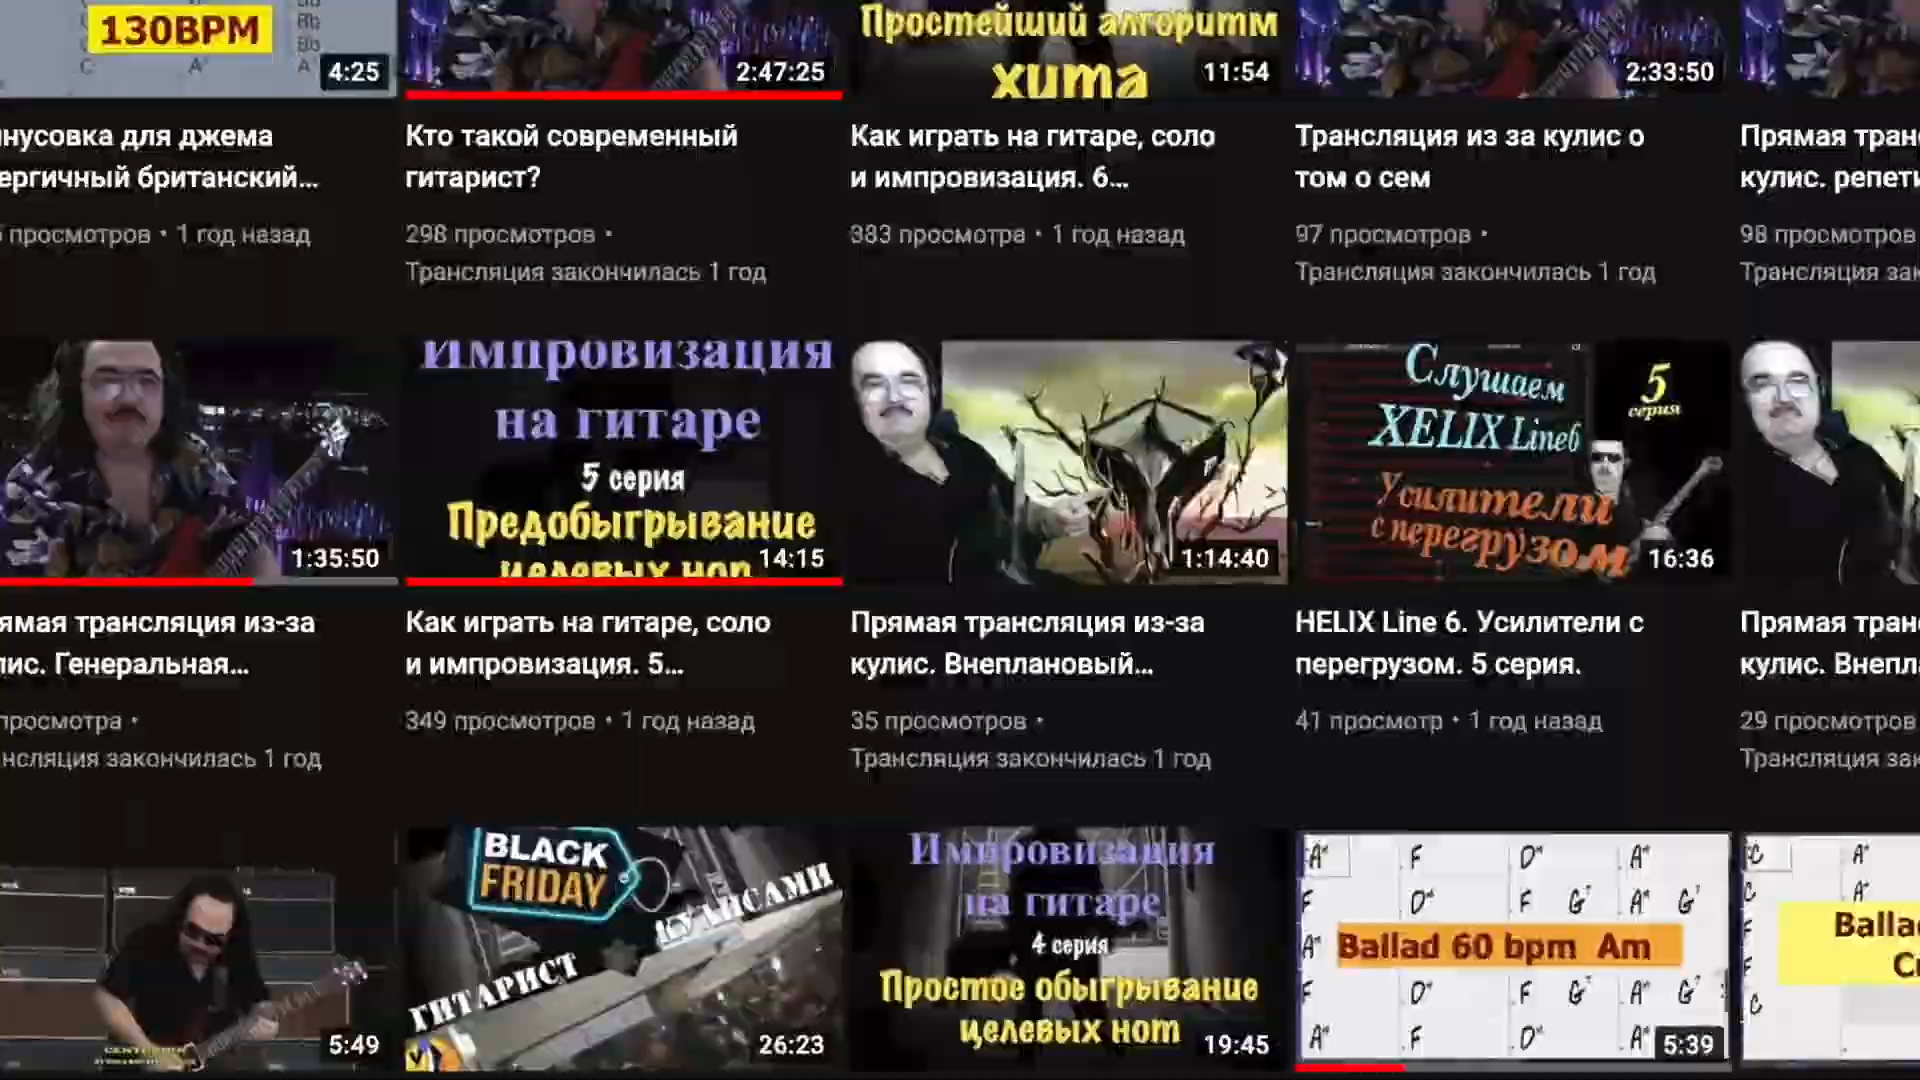 130BPM
4:25
2:47:25
Простейший алгоритм
хита
11:54
2:33:50
нусовка для джема
ергичный британский...
просмотров • 1 год назад
Кто такой современный
гитарист?
298 просмотров •
Трансляция закончилась 1 год
Как играть на гитаре, соло
и импровизация. 6...
383 просмотра • 1 год назад
Трансляция из за кулис о
том о сем
97 просмотров •
Трансляция закончилась 1 год
Прямая тран
кулис. репети
98 просмотров
Трансляция зак
1:35:50
Импровизация
на гитаре
5 серия
Предобыгрывание
целевых нот
14:15
1:14:40
Слушаем
XELIX Line6
Усилители
с перегрузом
5
серия
16:36
ямая трансляция из-за
лис. Генеральная...
просмотра •
нсляция закончилась 1 год
Как играть на гитаре, соло
и импровизация. 5...
349 просмотров • 1 год назад
Прямая трансляция из-за
кулис. Внеплановый...
35 просмотров •
Трансляция закончилась 1 год
HELIX Line 6. Усилители с
перегрузом. 5 серия.
41 просмотр • 1 год назад
Прямая тран
кулис. Внепл
29 просмотров
Трансляция зак
5:49
BLACK
FRIDAY
ГИТАРИСТ
КУЛИСАМИ
26:23
Импровизация
на гитаре
4 серия
Простое обыгрывание
целевых нот
19:45
Ballad 60 bpm Am
5:39
Balla